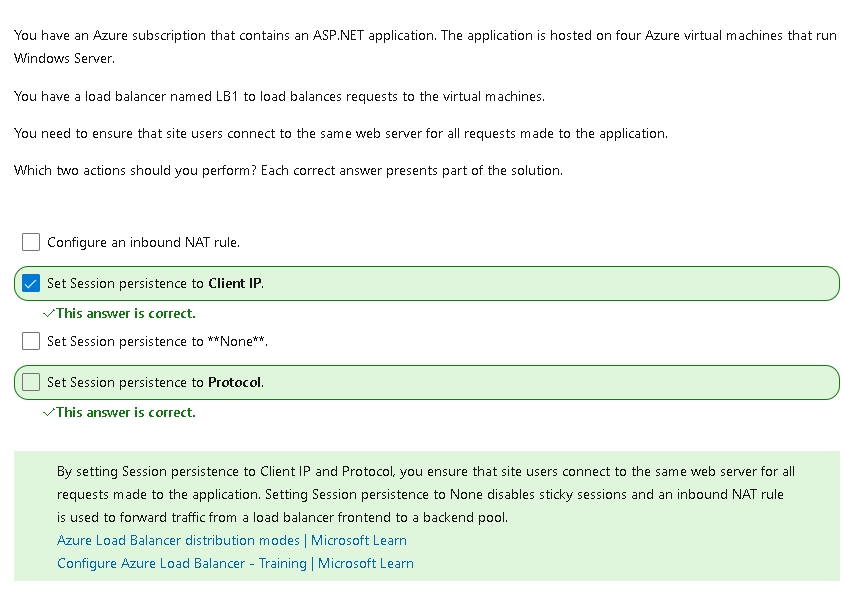 You have an Azure subscription that contains an ASP.NET application. The application is hosted on four Azure virtual machines that run
Windows Server.
You have a load balancer named LB1 to load balances requests to the virtual machines.
You need to ensure that site users connect to the same web server for all requests made to the application.
Which two actions should you perform? Each correct answer presents part of the solution.
Configure an inbound NAT rule.
Set Session persistence to Client IP.
This answer is correct.
Set Session persistence to **None**.
Set Session persistence to Protocol.
This answer is correct.
By setting Session persistence to Client IP and Protocol, you ensure that site users connect to the same web server for all
requests made to the application. Setting Session persistence to None disables sticky sessions and an inbound NAT rule
is used to forward traffic from a load balancer frontend to a backend pool.
Azure Load Balancer distribution modes | Microsoft Learn
Configure Azure Load Balancer - Training | Microsoft Learn